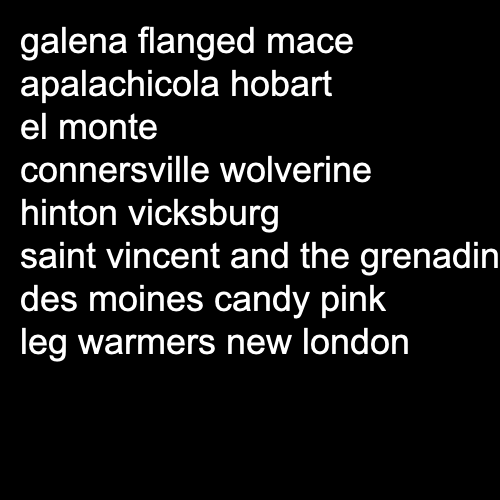 galena flanged mace
apalachicola hobart
el monte
connersville wolverine
hinton vicksburg
saint vincent and the grenadin
des moines candy pink
leg warmers new london